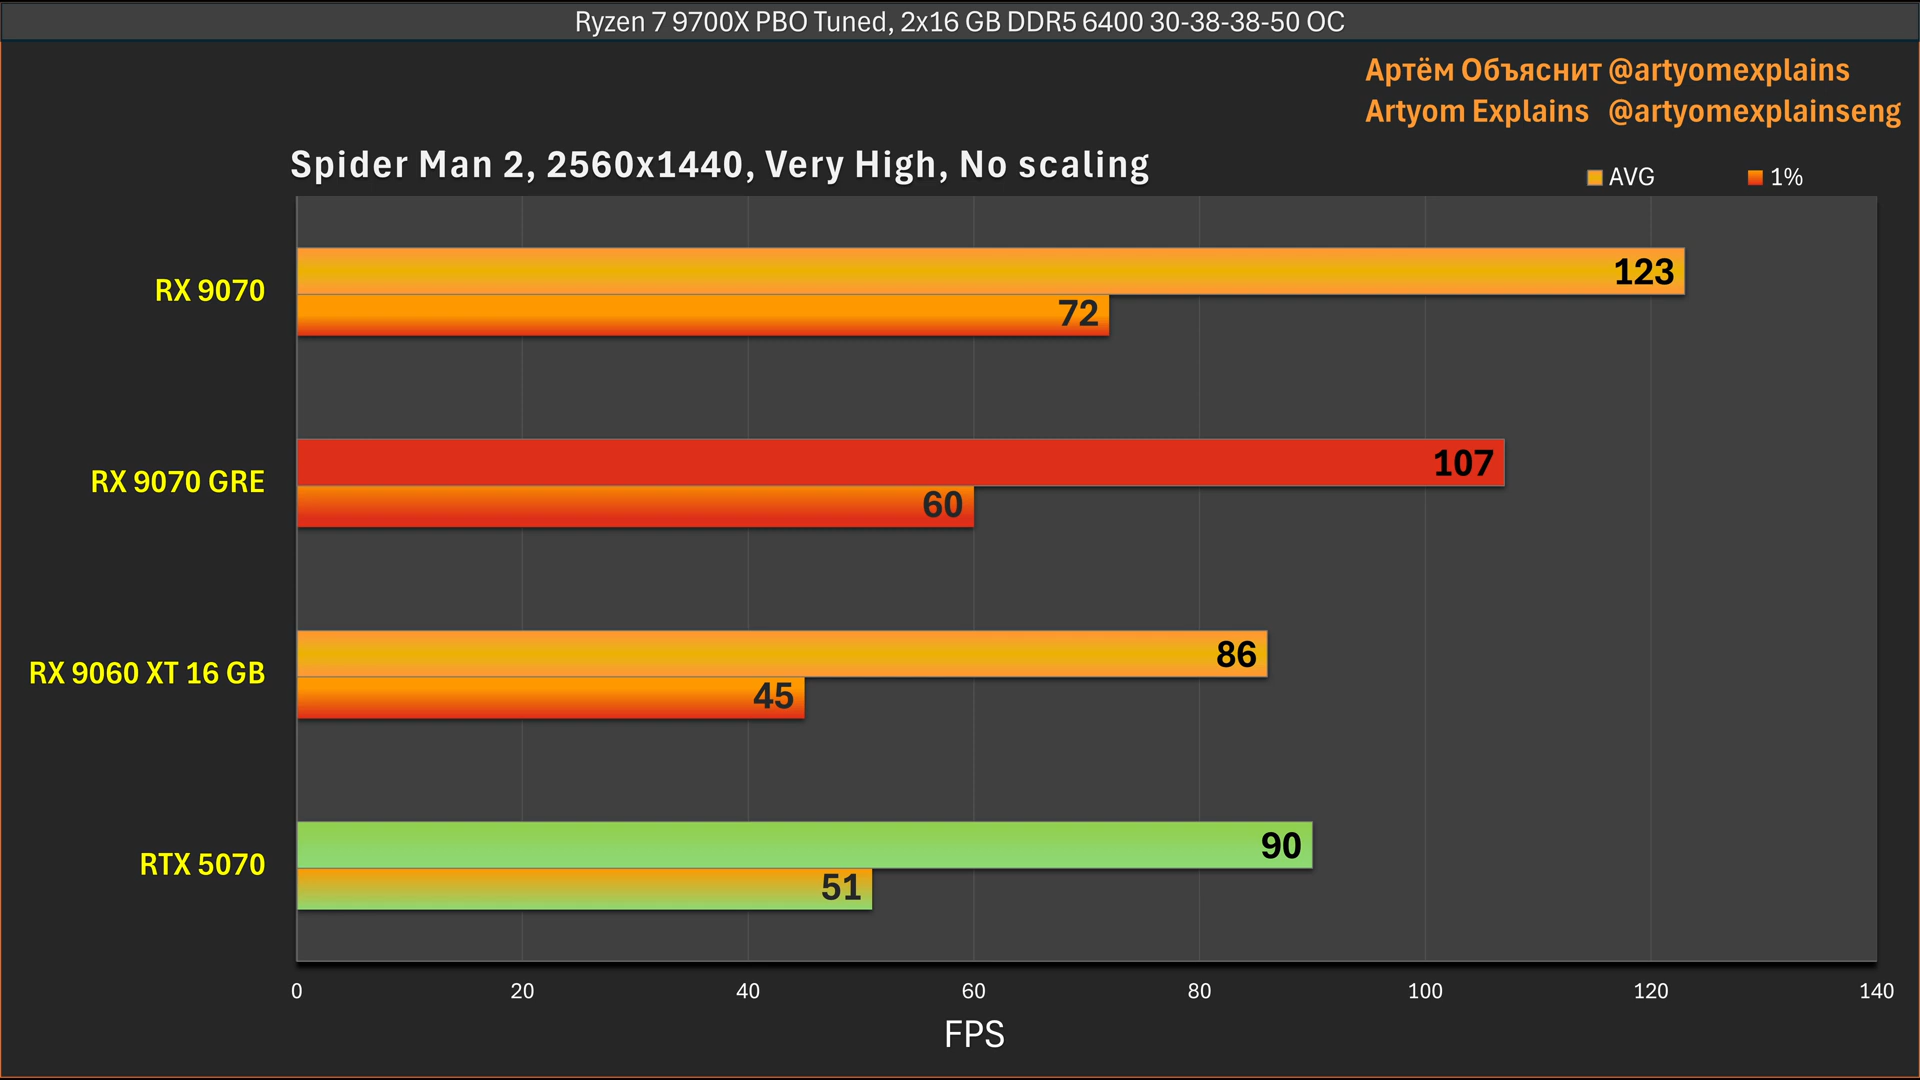 Ryzen 7 9700X PBO Tuned, 2x16 GB DDR5 6400 30-38-38-50 OC
Артём Объяснит @artyomexplains
Artyom Explains @artyomexplainseng
Spider Man 2, 2560x1440, Very High, No scaling
AVG 1%
RX 9070
123
72
RX 9070 GRE
107
60
RX 9060 XT 16 GB
86
45
RTX 5070
90
51
0 20 40 60 80 100 120 140
FPS